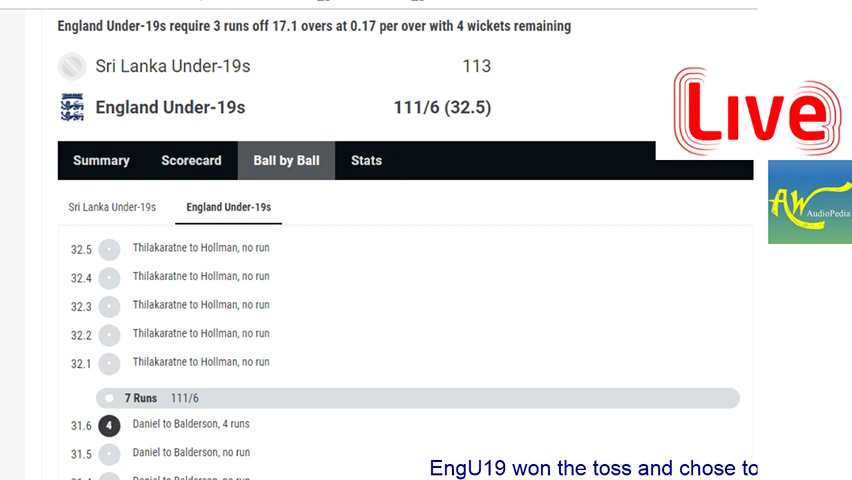 England Under-19s require 3 runs off 17.1 overs at 0.17 per over with 4 wickets remaining
Sri Lanka Under-19s 113
England Under-19s 111/6 (32.5)
Live
AW AudioPedia
Summary Scorecard Ball by Ball Stats
Sri Lanka Under-19s England Under-19s
32.5 Thilakaratne to Hollman, no run
32.4 Thilakaratne to Hollman, no run
32.3 Thilakaratne to Hollman, no run
32.2 Thilakaratne to Hollman, no run
32.1 Thilakaratne to Hollman, no run
7 Runs 111/6
31.6 4 Daniel to Balderson, 4 runs
31.5 Daniel to Balderson, no run
EngU19 won the toss and chose to